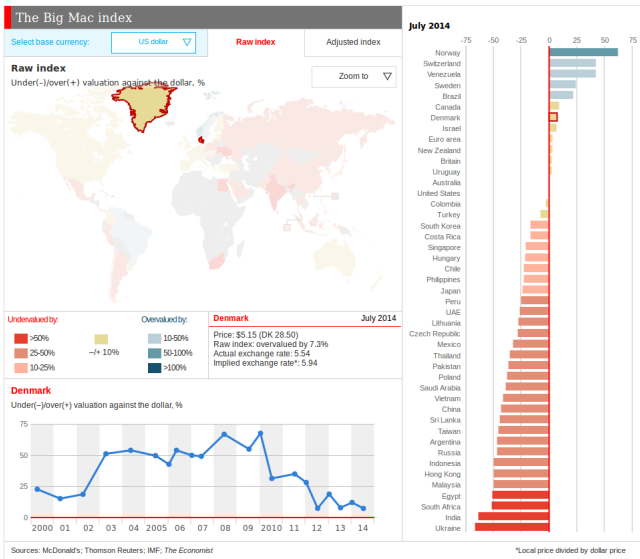 The Big Mac index
Select base currency:
US dollar
Raw index
Adjusted index
Raw index
Under(–)/over(+) valuation against the dollar, %
Zoom to
Undervalued by:
Overvalued by:
>50%
25-50%
10-25%
–/+ 10%
10-50%
50-100%
>100%
Denmark
July 2014
Price: $5.15 (DK 28.50)
Raw index: overvalued by 7.3%
Actual exchange rate: 5.54
Implied exchange rate*: 5.94
Denmark
Under(–)/over(+) valuation against the dollar, %
75
50
25
0
2000 01 02 03 04 2005 06 07 08 09 2010 11 12 13 14
Sources: McDonald's; Thomson Reuters; IMF; The Economist
July 2014
-75 -50 -25 0 25 50 75
Norway
Switzerland
Venezuela
Sweden
Brazil
Canada
Denmark
Israel
Euro area
New Zealand
Britain
Uruguay
Australia
United States
Colombia
Turkey
South Korea
Costa Rica
Singapore
Hungary
Chile
Philippines
Japan
Peru
UAE
Lithuania
Czech Republic
Mexico
Thailand
Pakistan
Poland
Saudi Arabia
Vietnam
China
Sri Lanka
Taiwan
Argentina
Russia
Indonesia
Hong Kong
Malaysia
Egypt
South Africa
India
Ukraine
*Local price divided by dollar price